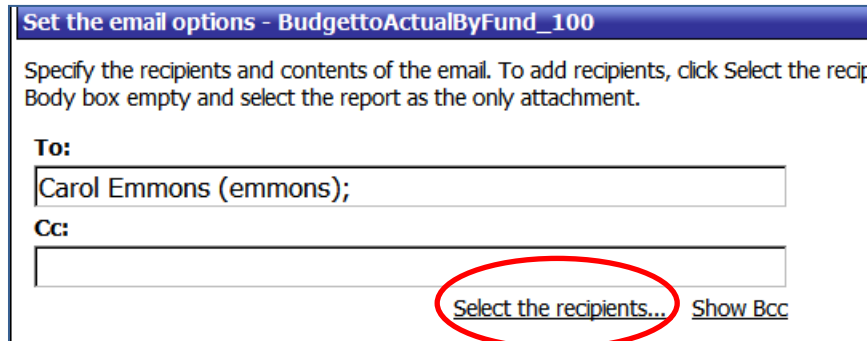 Set the email options - BudgettoActualByFund_100
Specify the recipients and contents of the email. To add recipients, click Select the
Body box empty and select the report as the only attachment.
To:
Carol Emmons (emmons);
Cc:
Select the recipients... Show Bcc